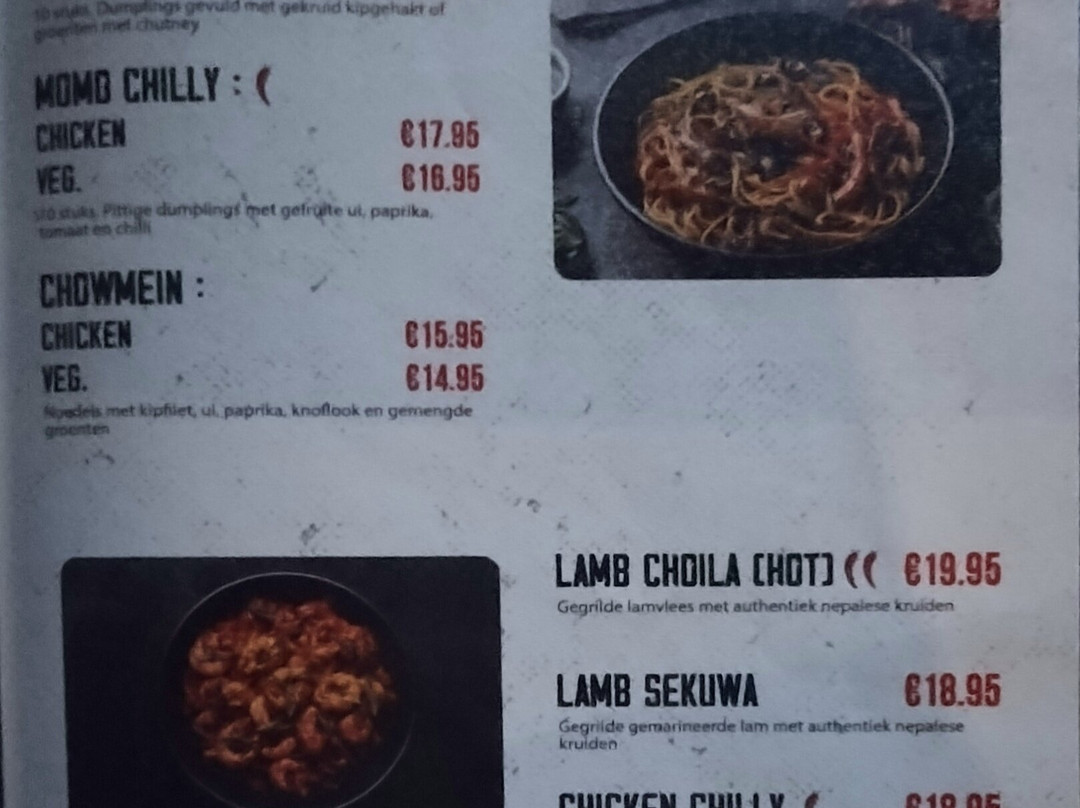 10 stuks. Dumplings gevuld met gekruid kipgehakt of
groenten met chutney
MOMO CHILLY :
CHICKEN €17.95
VEG. €16.95
10 stuks. Pittige dumplings met gefruite ui, paprika,
tomaat en chilli
CHOWMEIN :
CHICKEN €15.95
VEG. €14.95
Noedels met kipfilet, ui, paprika, knoflook en gemengde
groenten
LAMB CHOILA (HOT) €19.95
Gegrilde lamvlees met authentiek nepalese kruiden
LAMB SEKUWA €18.95
Gegrilde gemarineerde lam met authentiek nepalese
kruiden
CHICKEN CHILLY €18.95